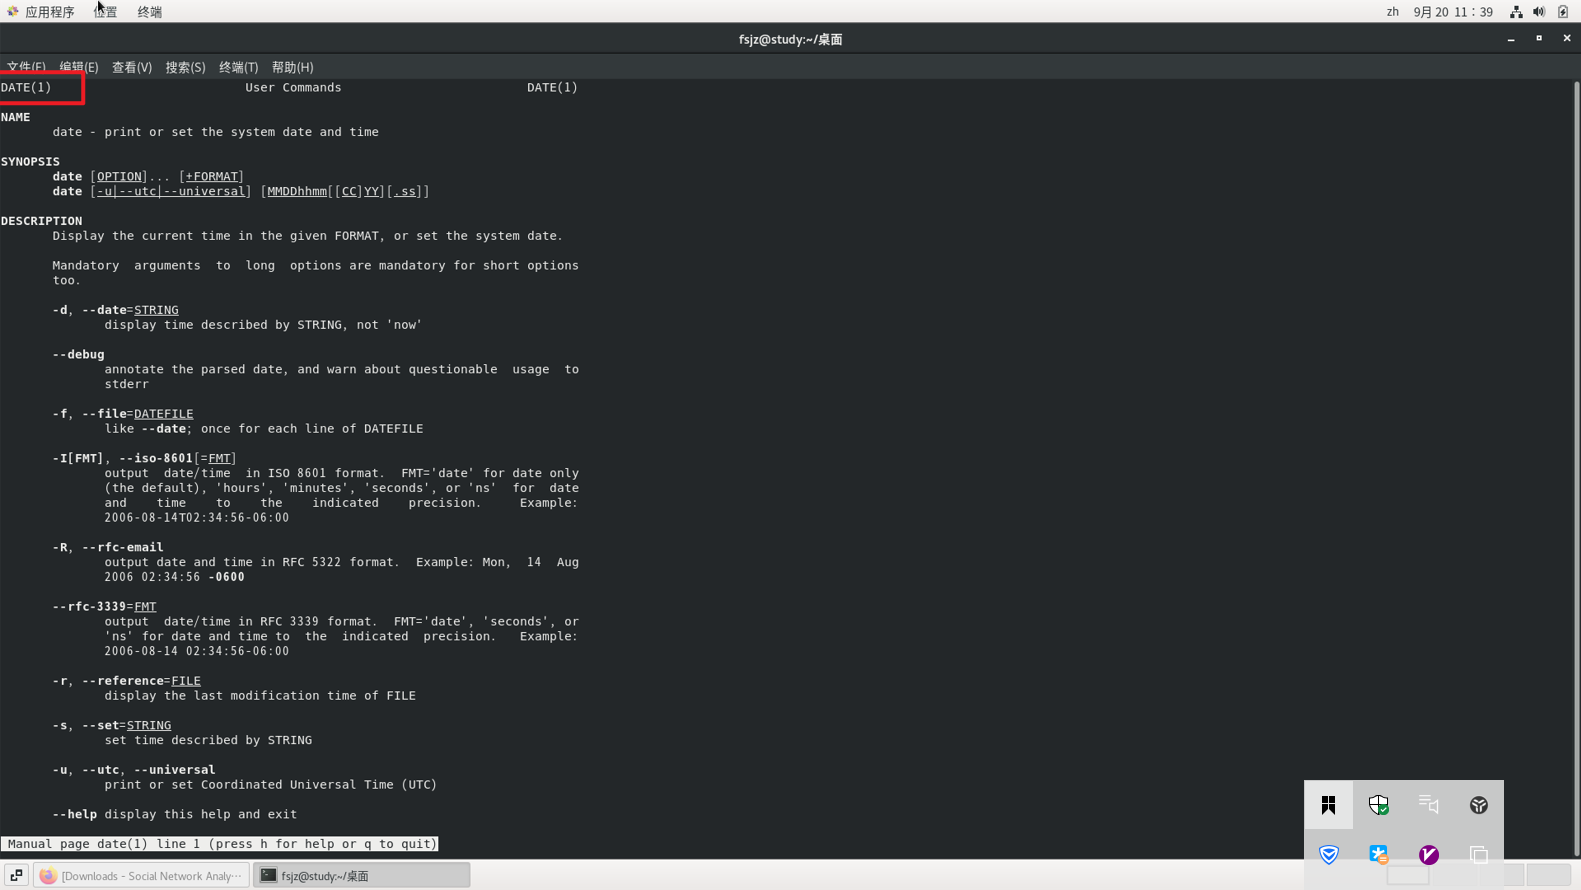 应用程序 位置 终端 zh 9月20 11：39
fsjz@study:~/桌面
文件(F) 编辑(E) 查看(V) 搜索(S) 终端(T) 帮助(H)
DATE(1) User Commands DATE(1)
NAME
date - print or set the system date and time
SYNOPSIS
date [OPTION]... [+FORMAT]
date [-u|--utc|--universal] [MMDDhhmm[[CC]YY][.ss]]
DESCRIPTION
Display the current time in the given FORMAT, or set the system date.
Mandatory arguments to long options are mandatory for short options
too.
-d, --date=STRING
display time described by STRING, not 'now'
--debug
annotate the parsed date, and warn about questionable usage to
stderr
-f, --file=DATEFILE
like --date; once for each line of DATEFILE
-I[FMT], --iso-8601[=FMT]
output date/time in ISO 8601 format. FMT='date' for date only
(the default), 'hours', 'minutes', 'seconds', or 'ns' for date
and time to the indicated precision. Example:
2006-08-14T02:34:56-06:00
-R, --rfc-email
output date and time in RFC 5322 format. Example: Mon, 14 Aug
2006 02:34:56 -0600
--rfc-3339=FMT
output date/time in RFC 3339 format. FMT='date', 'seconds', or
'ns' for date and time to the indicated precision. Example:
2006-08-14 02:34:56-06:00
-r, --reference=FILE
display the last modification time of FILE
-s, --set=STRING
set time described by STRING
-u, --utc, --universal
print or set Coordinated Universal Time (UTC)
--help display this help and exit
Manual page date(1) line 1 (press h for help or q to quit)
[Downloads - Social Network Analy… fsjz@study:~/桌面